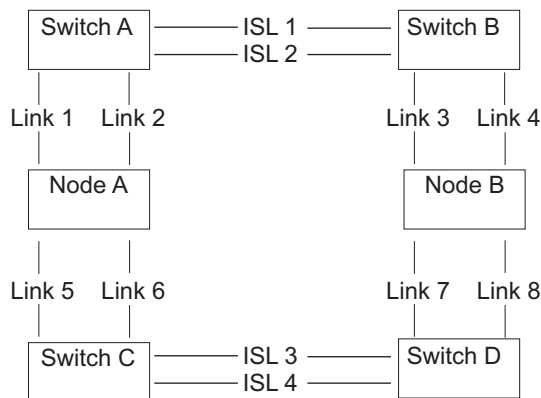 Switch A
ISL 1
Switch B
ISL 2
Link 1
Link 2
Link 3
Link 4
Node A
Node B
Link 5
Link 6
Link 7
Link 8
Switch C
ISL 3
Switch D
ISL 4